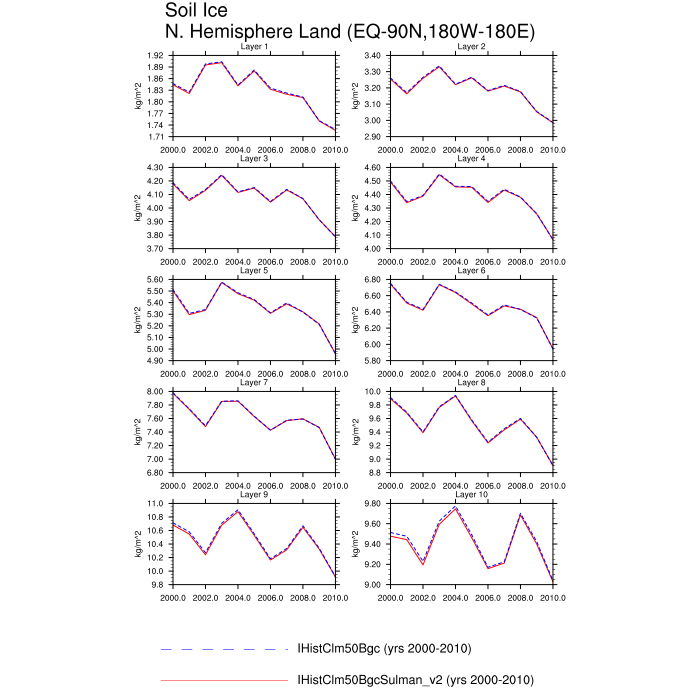 Soil Ice
N. Hemisphere Land (EQ-90N,180W-180E)
Layer 1
1.92
1.89
1.86
1.83
1.80
1.77
1.74
1.71
kg/m^2
2000.0 2002.0 2004.0 2006.0 2008.0 2010.0
Layer 2
3.40
3.30
3.20
3.10
3.00
2.90
kg/m^2
2000.0 2002.0 2004.0 2006.0 2008.0 2010.0
Layer 3
4.30
4.20
4.10
4.00
3.90
3.80
3.70
kg/m^2
2000.0 2002.0 2004.0 2006.0 2008.0 2010.0
Layer 4
4.60
4.50
4.40
4.30
4.20
4.10
4.00
kg/m^2
2000.0 2002.0 2004.0 2006.0 2008.0 2010.0
Layer 5
5.60
5.50
5.40
5.30
5.20
5.10
5.00
4.90
kg/m^2
2000.0 2002.0 2004.0 2006.0 2008.0 2010.0
Layer 6
6.80
6.60
6.40
6.20
6.00
5.80
kg/m^2
2000.0 2002.0 2004.0 2006.0 2008.0 2010.0
Layer 7
8.00
7.80
7.60
7.40
7.20
7.00
6.80
kg/m^2
2000.0 2002.0 2004.0 2006.0 2008.0 2010.0
Layer 8
10.0
9.8
9.6
9.4
9.2
9.0
8.8
kg/m^2
2000.0 2002.0 2004.0 2006.0 2008.0 2010.0
Layer 9
11.0
10.8
10.6
10.4
10.2
10.0
9.8
kg/m^2
2000.0 2002.0 2004.0 2006.0 2008.0 2010.0
Layer 10
9.80
9.60
9.40
9.20
9.00
kg/m^2
2000.0 2002.0 2004.0 2006.0 2008.0 2010.0
IHistClm50Bgc (yrs 2000-2010)
IHistClm50BgcSulman_v2 (yrs 2000-2010)